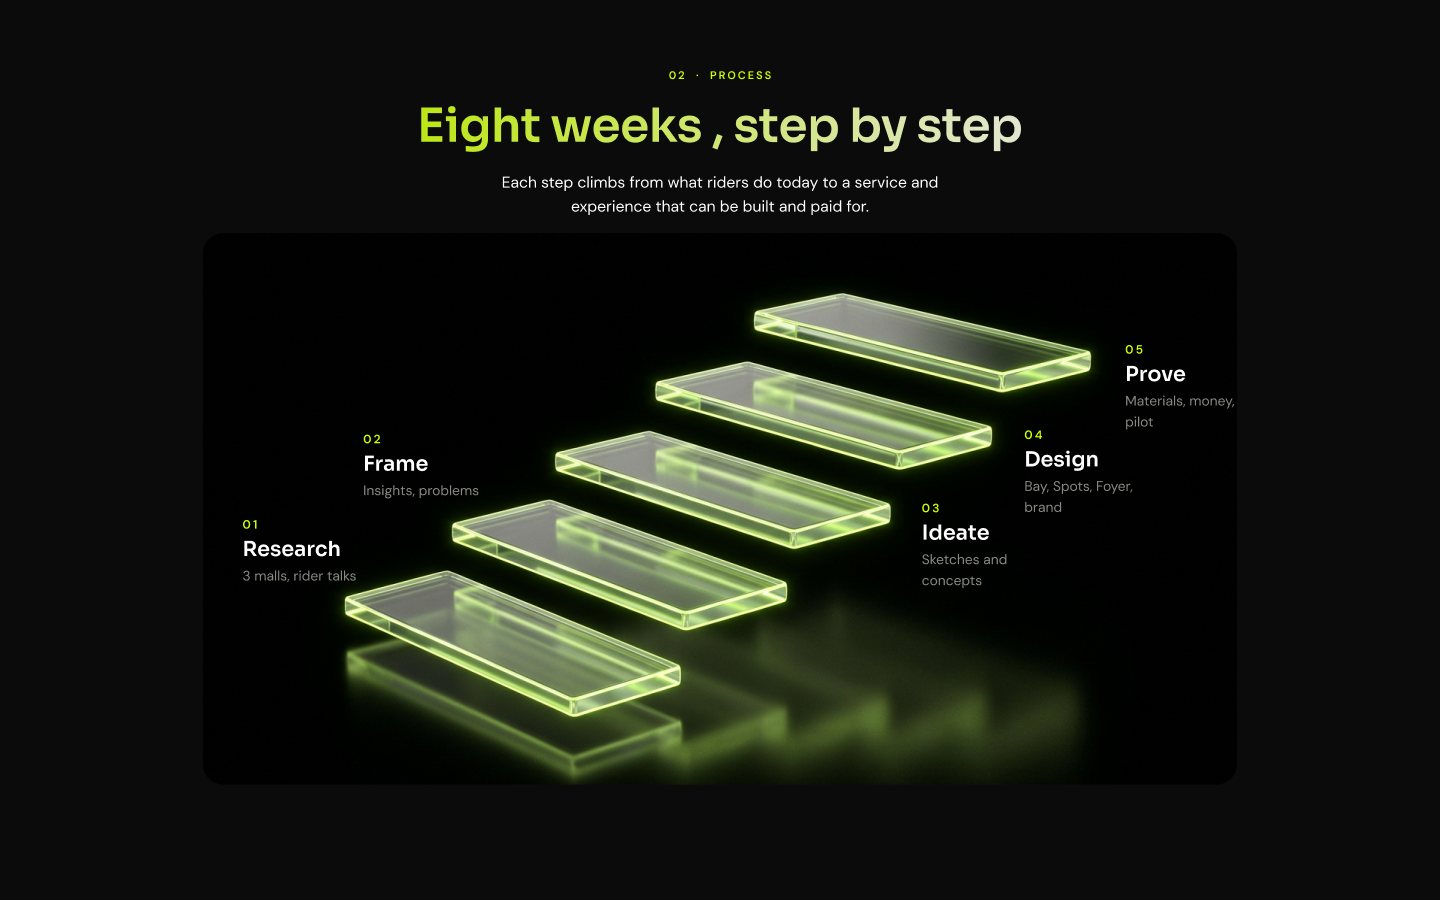 02 · PROCESS
Eight weeks , step by step
Each step climbs from what riders do today to a service and
experience that can be built and paid for.
01
Research
3 malls, rider talks
02
Frame
Insights, problems
03
Ideate
Sketches and
concepts
04
Design
Bay, Spots, Foyer,
brand
05
Prove
Materials, money,
pilot